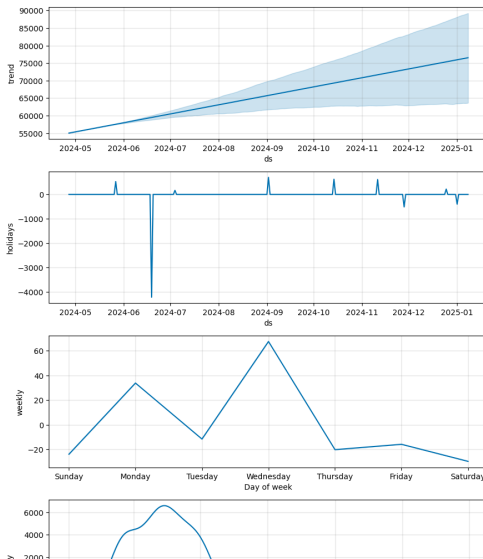 90000
85000
80000
75000
70000
65000
60000
55000
trend
2024-05 2024-06 2024-07 2024-08 2024-09 2024-10 2024-11 2024-12 2025-01
ds
0
−1000
−2000
−3000
−4000
holidays
2024-05 2024-06 2024-07 2024-08 2024-09 2024-10 2024-11 2024-12 2025-01
ds
60
40
20
0
−20
weekly
Sunday Monday Tuesday Wednesday Thursday Friday Saturday
Day of week
6000
4000
2000